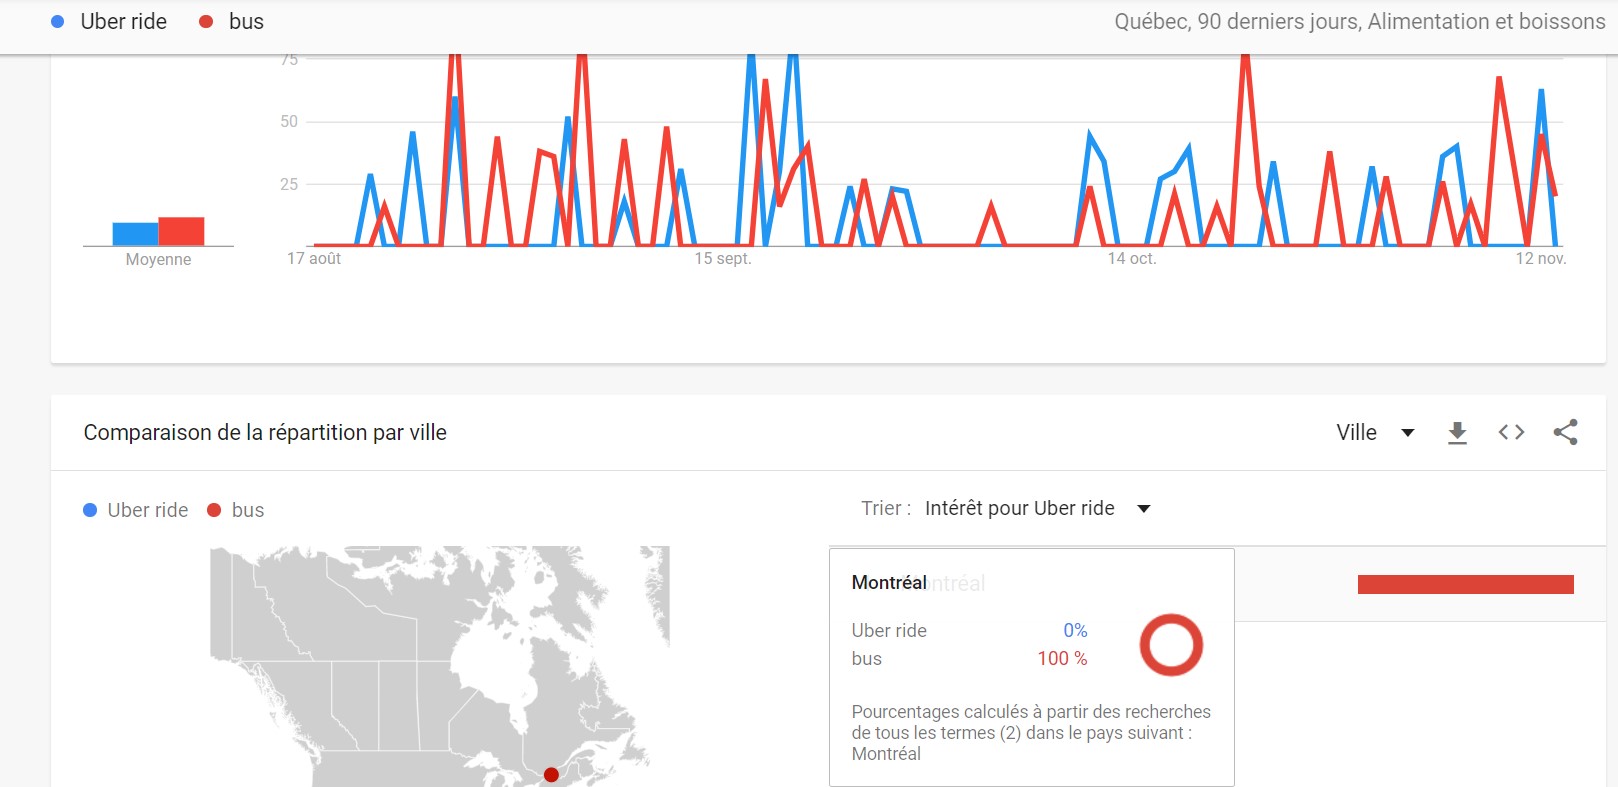 Uber ride bus Québec, 90 derniers jours, Alimentation et boissons
75
50
25
Moyenne 17 août 15 sept. 14 oct. 12 nov.
Comparaison de la répartition par ville Ville
Uber ride bus Trier : Intérêt pour Uber ride
Montréal
Uber ride 0%
bus 100 %
Pourcentages calculés à partir des recherches
de tous les termes (2) dans le pays suivant :
Montréal